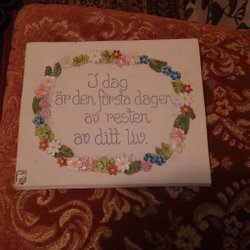 I dag
är den första dagen
av resten
av ditt liv.